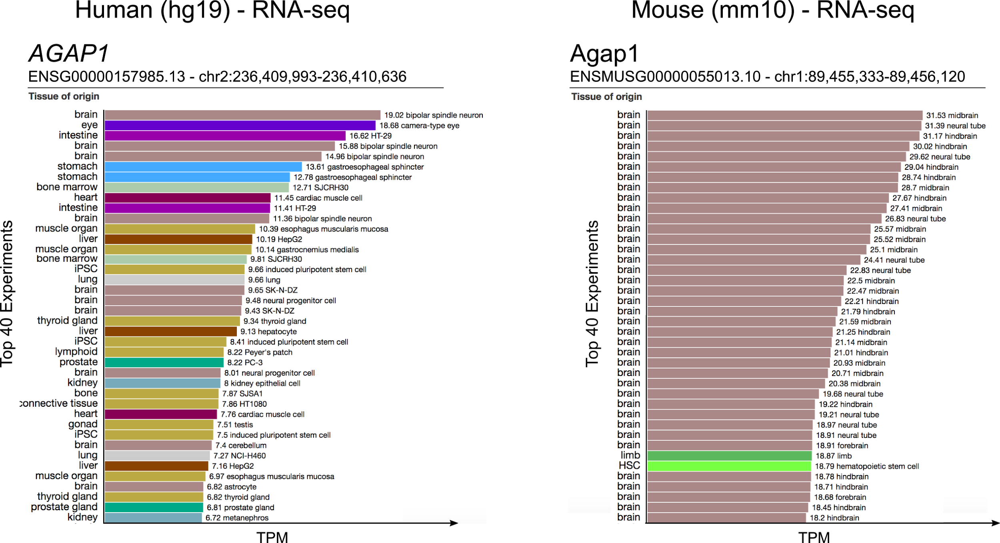 Human (hg19) - RNA-seq
AGAP1
ENSG00000157985.13 - chr2:236,409,993-236,410,636
Tissue of origin
Top 40 Experiments
brain 19.02 bipolar spindle neuron
eye 18.68 camera-type eye
intestine 16.62 HT-29
brain 15.88 bipolar spindle neuron
brain 14.96 bipolar spindle neuron
stomach 13.61 gastroesophageal sphincter
stomach 12.78 gastroesophageal sphincter
bone marrow 12.71 SJCRH30
heart 11.45 cardiac muscle cell
intestine 11.41 HT-29
brain 11.36 bipolar spindle neuron
muscle organ 10.39 esophagus muscularis mucosa
liver 10.19 HepG2
muscle organ 10.14 gastrocnemius medialis
bone marrow 9.81 SJCRH30
iPSC 9.66 induced pluripotent stem cell
lung 9.66 lung
brain 9.65 SK-N-DZ
brain 9.48 neural progenitor cell
brain 9.43 SK-N-DZ
thyroid gland 9.34 thyroid gland
liver 9.13 hepatocyte
iPSC 8.41 induced pluripotent stem cell
lymphoid 8.22 Peyer's patch
prostate 8.22 PC-3
brain 8.01 neural progenitor cell
kidney 8 kidney epithelial cell
bone 7.87 SJSA1
connective tissue 7.86 HT1080
heart 7.76 cardiac muscle cell
gonad 7.51 testis
iPSC 7.5 induced pluripotent stem cell
brain 7.4 cerebellum
lung 7.27 NCI-H460
liver 7.16 HepG2
muscle organ 6.97 esophagus muscularis mucosa
brain 6.82 astrocyte
thyroid gland 6.82 thyroid gland
prostate gland 6.81 prostate gland
kidney 6.72 metanephros
TPM
Mouse (mm10) - RNA-seq
Agap1
ENSMUSG00000055013.10 - chr1:89,455,333-89,456,120
Tissue of origin
Top 40 Experiments
brain 31.53 midbrain
brain 31.39 neural tube
brain 31.17 hindbrain
brain 30.02 hindbrain
brain 29.62 neural tube
brain 29.04 hindbrain
brain 28.74 hindbrain
brain 28.7 midbrain
brain 27.67 hindbrain
brain 27.41 midbrain
brain 26.83 neural tube
brain 25.57 midbrain
brain 25.52 midbrain
brain 25.1 midbrain
brain 24.41 neural tube
brain 22.83 neural tube
brain 22.5 midbrain
brain 22.47 midbrain
brain 22.21 hindbrain
brain 21.79 hindbrain
brain 21.59 midbrain
brain 21.25 hindbrain
brain 21.14 midbrain
brain 21.01 hindbrain
brain 20.93 midbrain
brain 20.71 midbrain
brain 20.38 midbrain
brain 19.68 neural tube
brain 19.22 hindbrain
brain 19.21 neural tube
brain 18.97 neural tube
brain 18.91 neural tube
brain 18.91 forebrain
limb 18.87 limb
HSC 18.79 hematopoietic stem cell
brain 18.78 hindbrain
brain 18.71 hindbrain
brain 18.68 forebrain
brain 18.45 hindbrain
brain 18.2 hindbrain
TPM